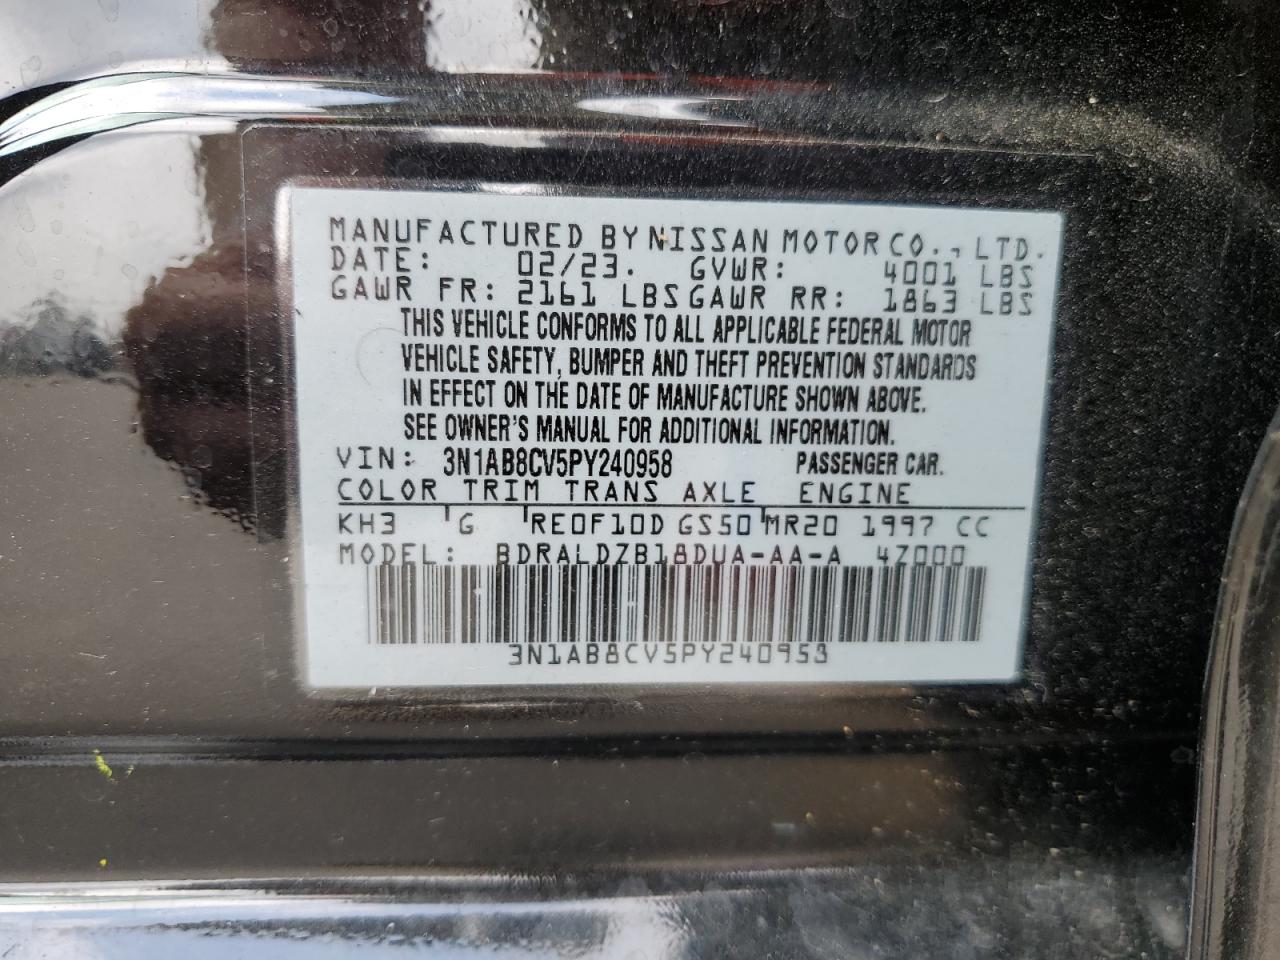 MANUFACTURED BY NISSAN MOTOR CO., LTD.
DATE: 02/23. GVWR: 4001 LBS
GAWR FR: 2161 LBS GAWR RR: 1863 LBS
THIS VEHICLE CONFORMS TO ALL APPLICABLE FEDERAL MOTOR
VEHICLE SAFETY, BUMPER AND THEFT PREVENTION STANDARDS
IN EFFECT ON THE DATE OF MANUFACTURE SHOWN ABOVE.
SEE OWNER'S MANUAL FOR ADDITIONAL INFORMATION.
VIN: 3N1AB8CV5PY240958 PASSENGER CAR.
COLOR TRIM TRANS AXLE ENGINE
KH3 G RE0F10D GS50 MR20 1997 CC
MODEL: BDRALDZB18DUA-AA-A 4Z000
3N1AB8CV5PY240958